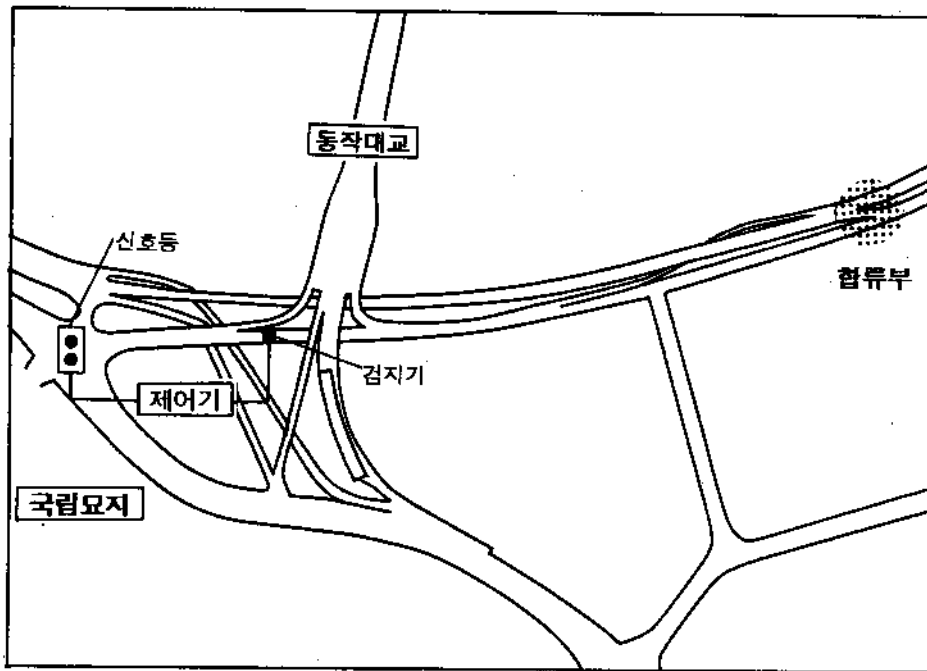 동작대교
신호등
합류부
검지기
제어기
국립묘지